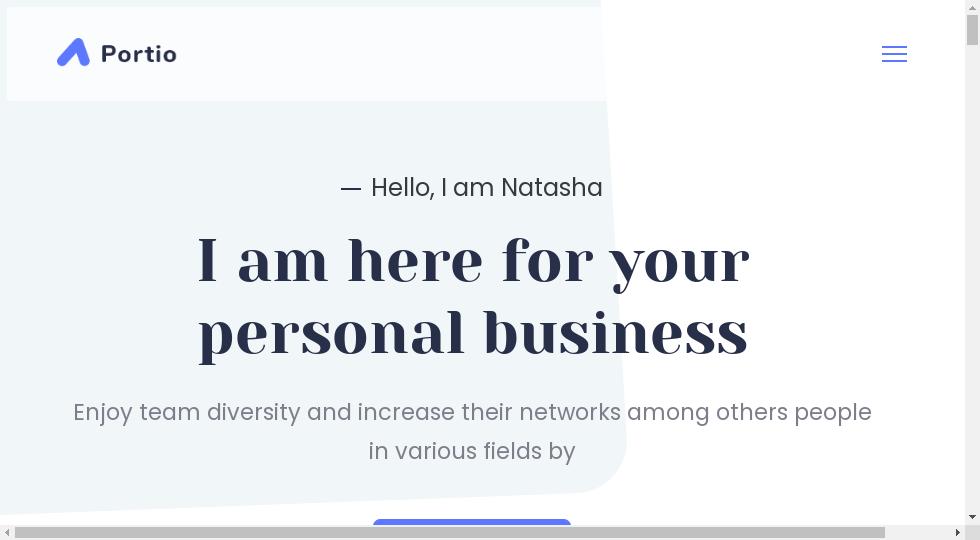 Portio
— Hello, I am Natasha
I am here for your
personal business
Enjoy team diversity and increase their networks among others people
in various fields by